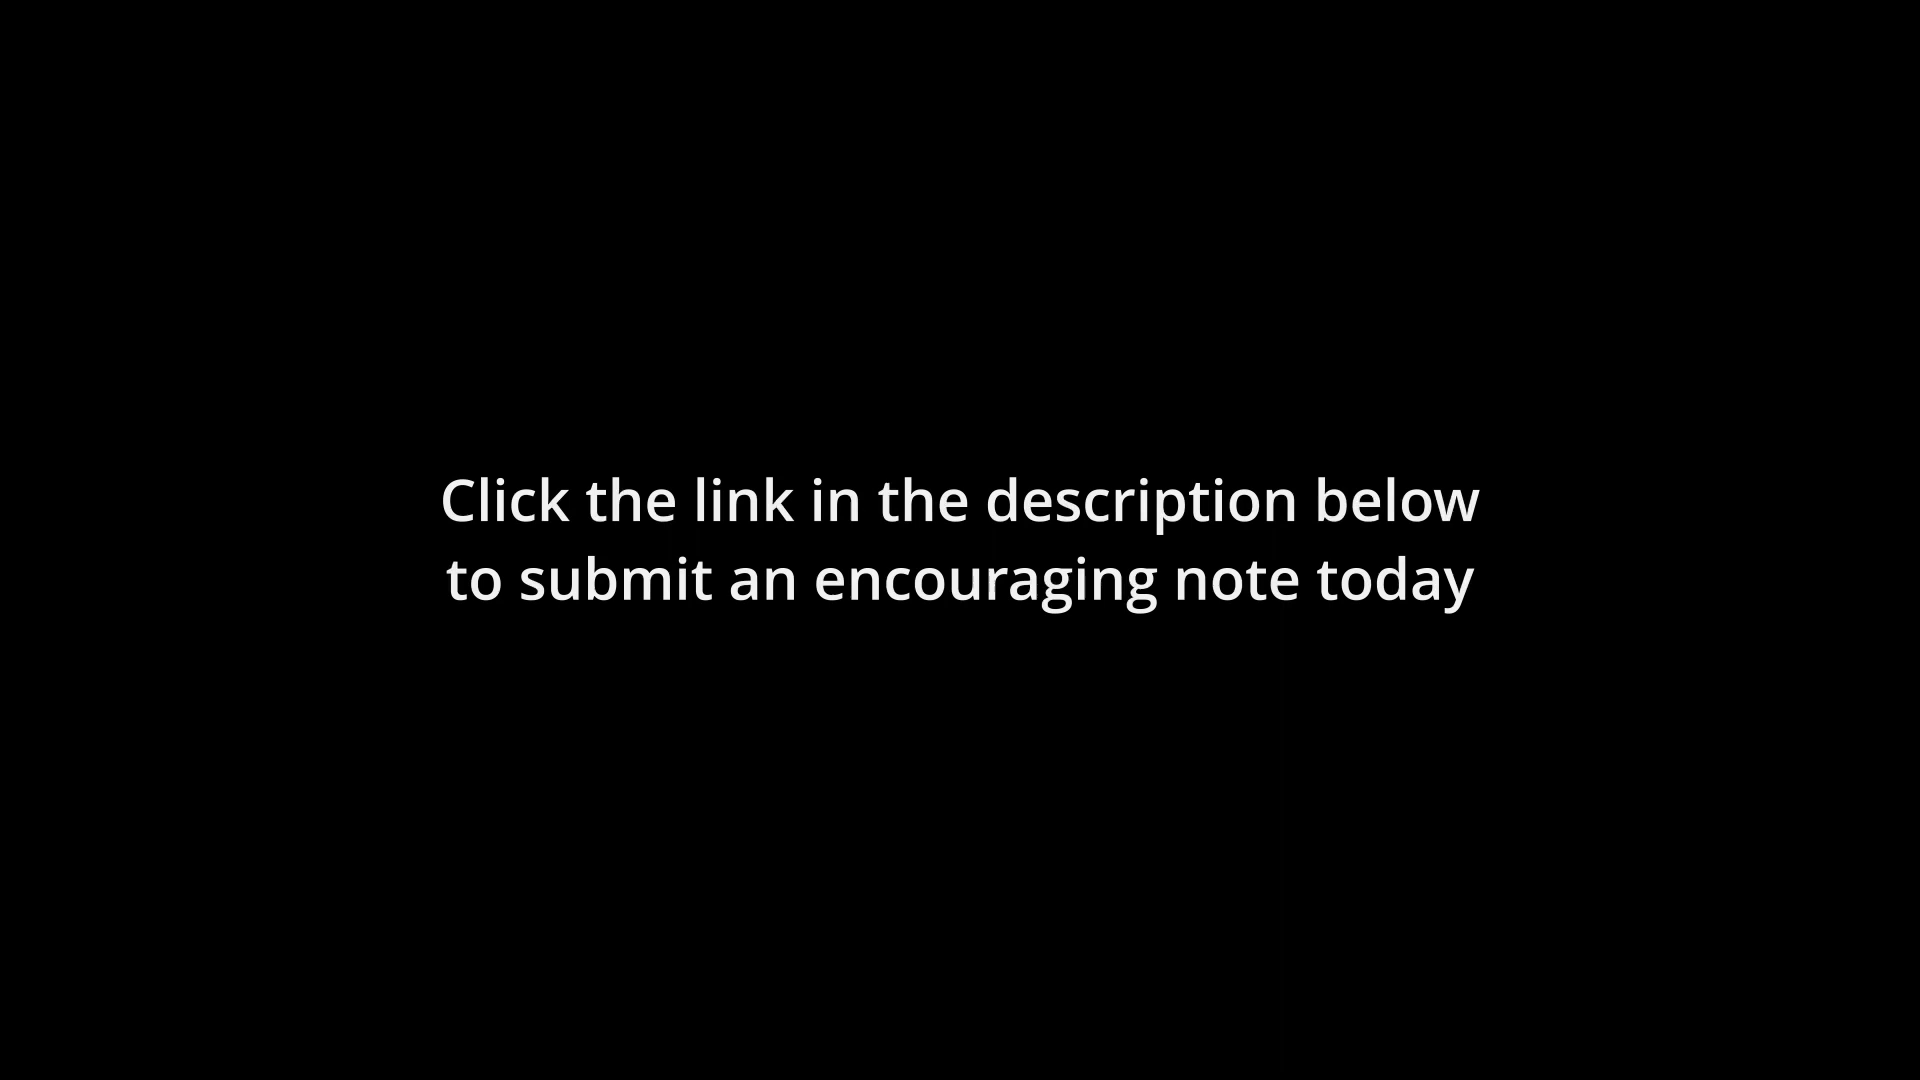 Click the link in the description below
to submit an encouraging note today